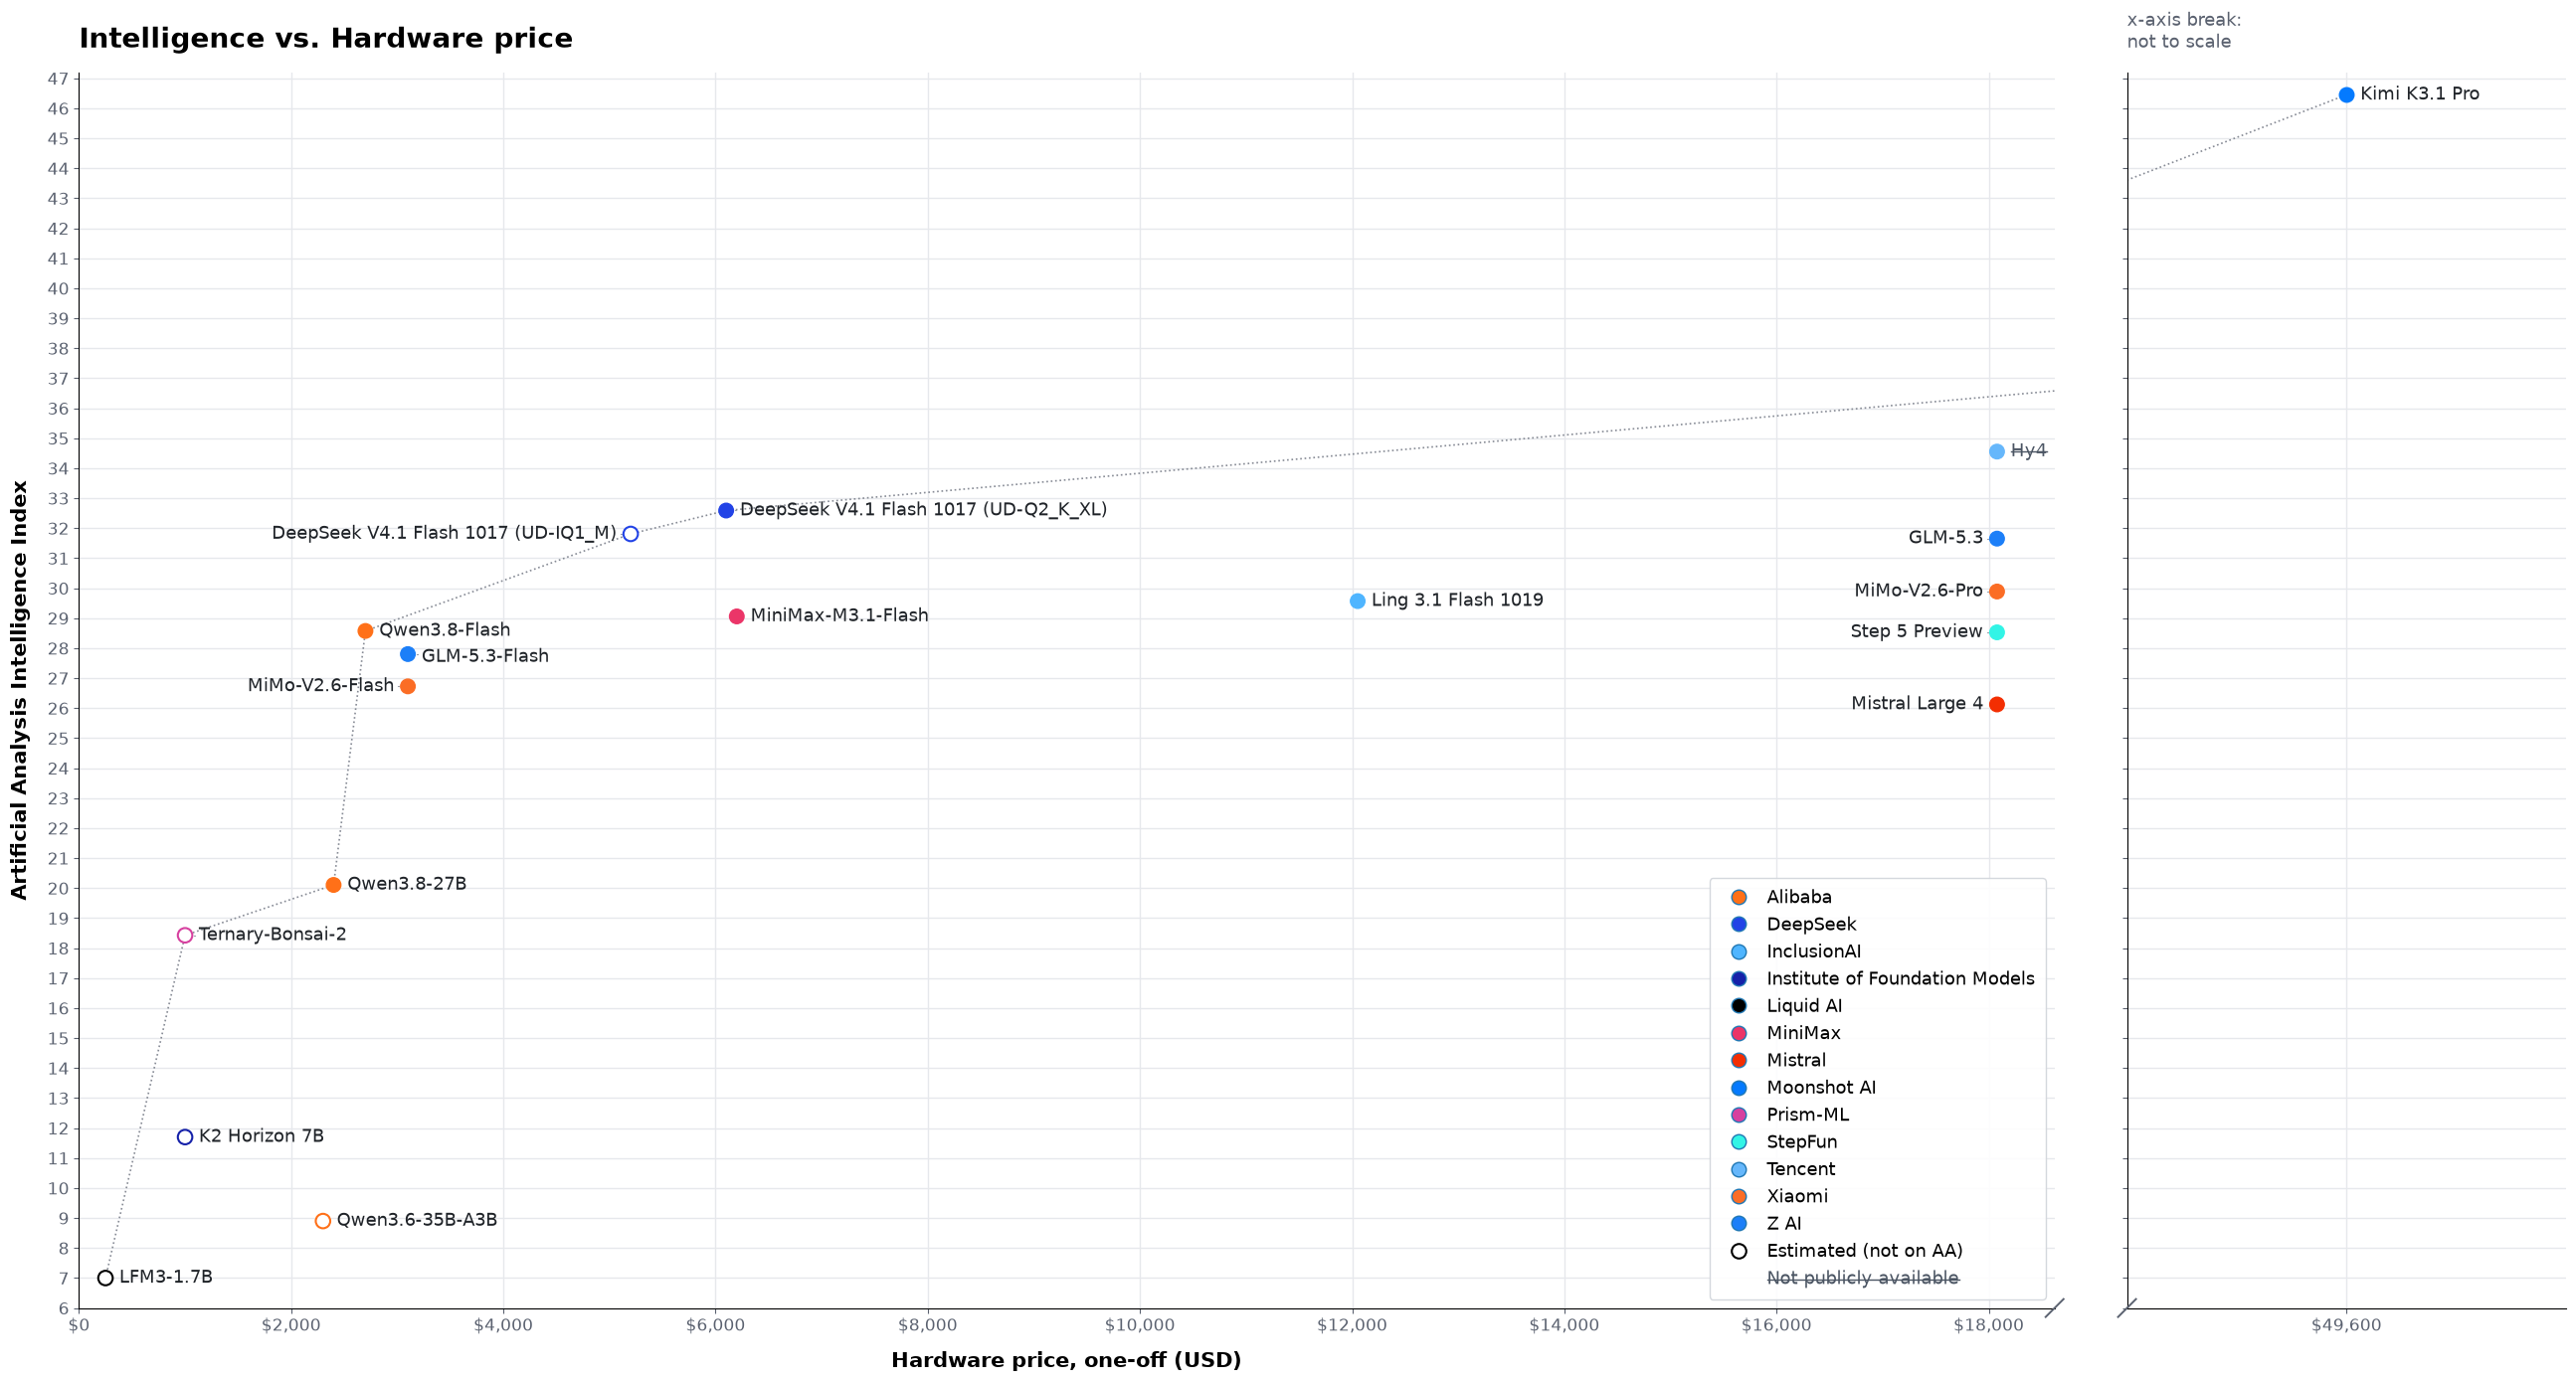 Intelligence vs. Hardware price
x-axis break:
not to scale
Artificial Analysis Intelligence Index
47
46
45
44
43
42
41
40
39
38
37
36
35
34
33
32
31
30
29
28
27
26
25
24
23
22
21
20
19
18
17
16
15
14
13
12
11
10
9
8
7
6
Kimi K3.1 Pro
Hy4
DeepSeek V4.1 Flash 1017 (UD-Q2_K_XL)
DeepSeek V4.1 Flash 1017 (UD-IQ1_M)
GLM-5.3
MiMo-V2.6-Pro
Ling 3.1 Flash 1019
MiniMax-M3.1-Flash
Qwen3.8-Flash
Step 5 Preview
GLM-5.3-Flash
MiMo-V2.6-Flash
Mistral Large 4
Qwen3.8-27B
Ternary-Bonsai-2
K2 Horizon 7B
Qwen3.6-35B-A3B
LFM3-1.7B
Alibaba
DeepSeek
InclusionAI
Institute of Foundation Models
Liquid AI
MiniMax
Mistral
Moonshot AI
Prism-ML
StepFun
Tencent
Xiaomi
Z AI
Estimated (not on AA)
Not publicly available
$0 $2,000 $4,000 $6,000 $8,000 $10,000 $12,000 $14,000 $16,000 $18,000 $49,600
Hardware price, one-off (USD)